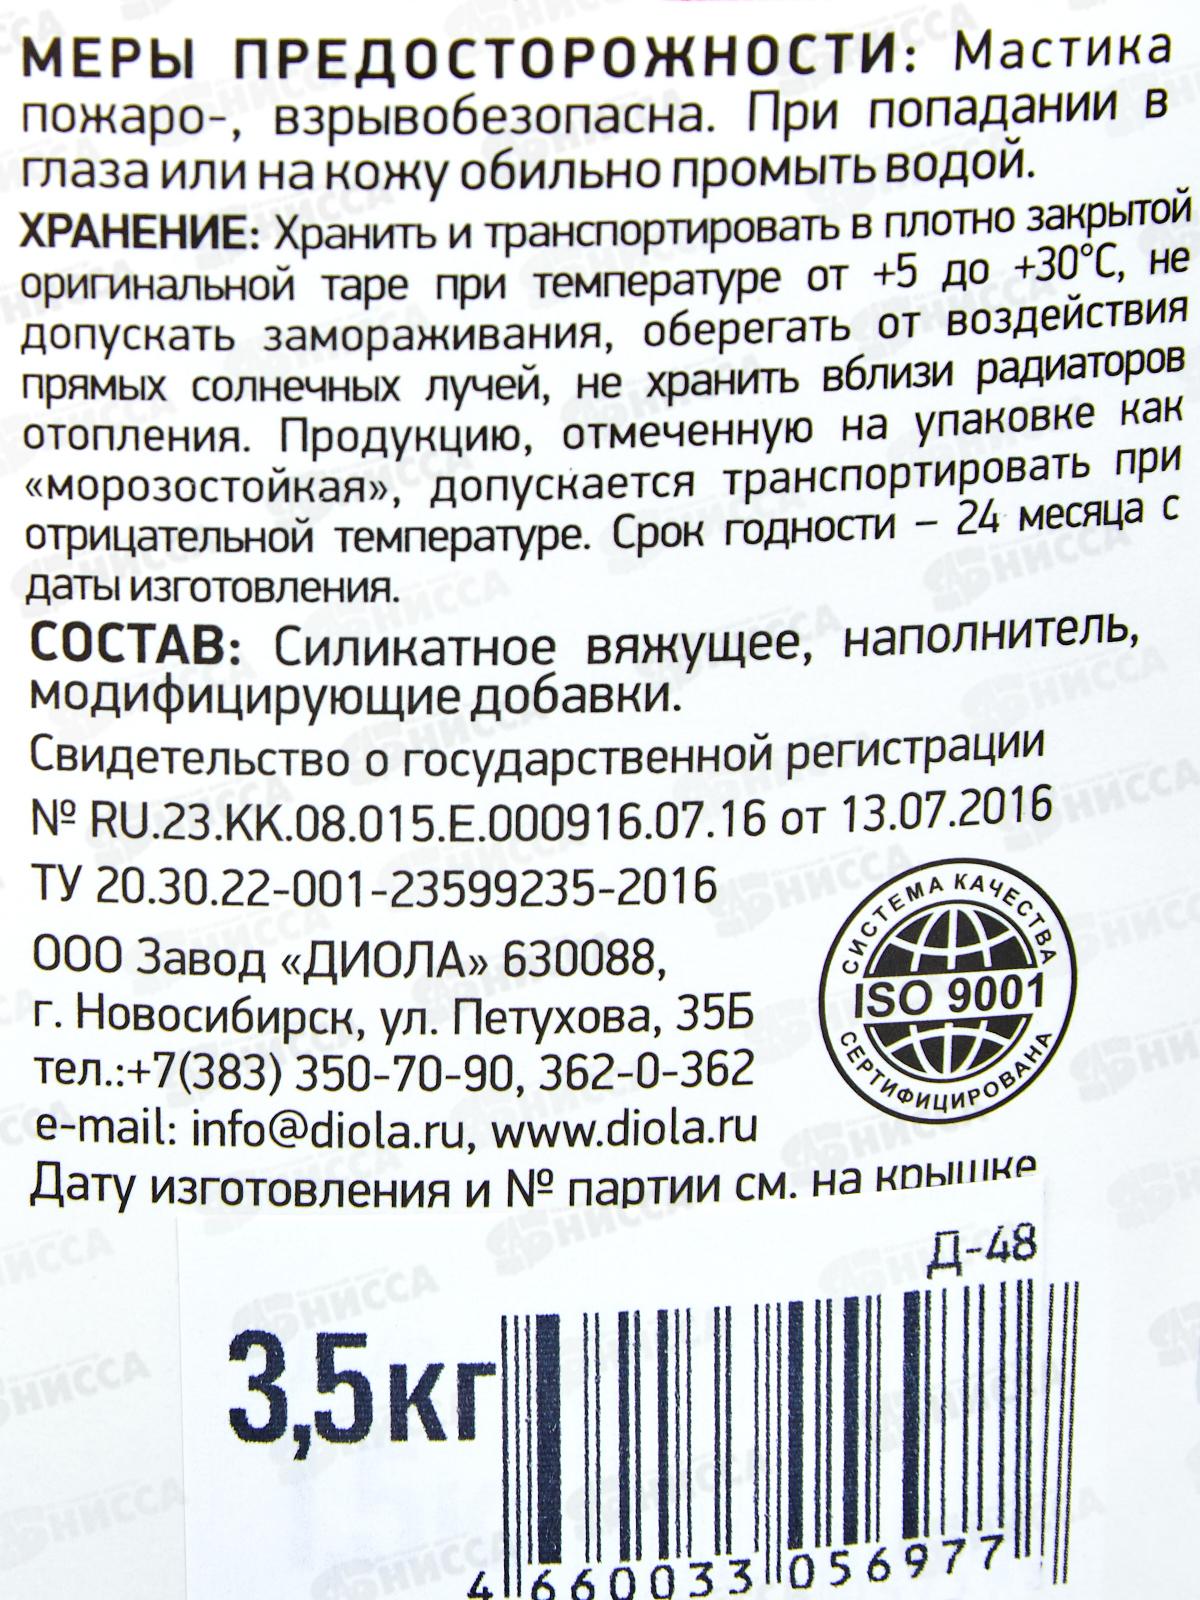 МЕРЫ ПРЕДОСТОРОЖНОСТИ: Мастика
пожаро-, взрывобезопасна. При попадании в
глаза или на кожу обильно промыть водой.
ХРАНЕНИЕ: Хранить и транспортировать в плотно закрытой
оригинальной таре при температуре от +5 до +30°С, не
допускать замораживания, оберегать от воздействия
прямых солнечных лучей, не хранить вблизи радиаторов
отопления. Продукцию, отмеченную на упаковке как
«морозостойкая», допускается транспортировать при
отрицательной температуре. Срок годности – 24 месяца с
даты изготовления.
СОСТАВ: Силикатное вяжущее, наполнитель,
модифицирующие добавки.
Свидетельство о государственной регистрации
№ RU.23.КК.08.015.Е.000916.07.16 от 13.07.2016
ТУ 20.30.22-001-23599235-2016
ООО Завод «ДИОЛА» 630088,
г. Новосибирск, ул. Петухова, 35Б
тел.:+7(383) 350-70-90, 362-0-362
e-mail: info@diola.ru, www.diola.ru
Дату изготовления и № партии см. на крышке
СИСТЕМА КАЧЕСТВА
ISO 9001
СЕРТИФИЦИРОВАНА
Д-48
3,5кг
4 660033 056977
НИССА